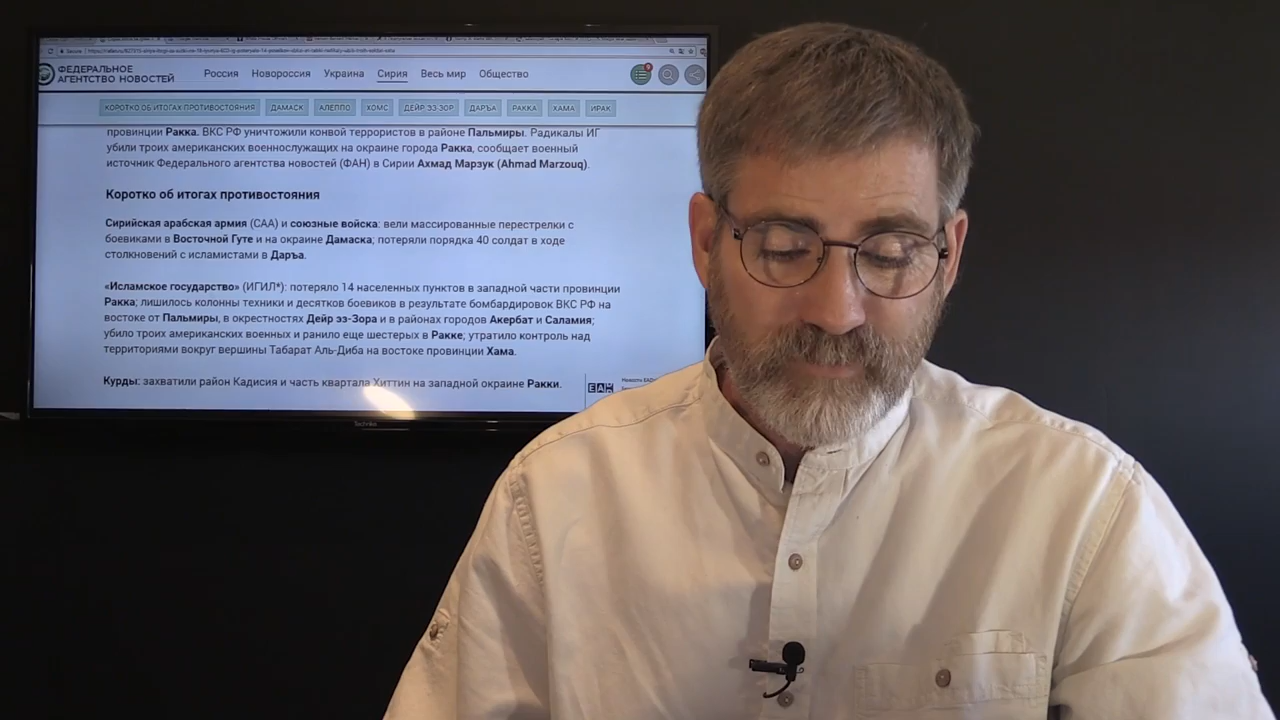 ФЕДЕРАЛЬНОЕ
АГЕНТСТВО НОВОСТЕЙ
Россия Новороссия Украина Сирия Весь мир Общество
КОРОТКО ОБ ИТОГАХ ПРОТИВОСТОЯНИЯ ДАМАСК АЛЕППО ХОМС ДЕЙР ЭЗ-ЗОР ДАРЪА РАККА ХАМА ИРАК
провинции Ракка. ВКС РФ уничтожили конвой террористов в районе Пальмиры. Радикалы ИГ
убили троих американских военнослужащих на окраине города Ракка, сообщает военный
источник Федерального агентства новостей (ФАН) в Сирии Ахмад Марзук (Ahmad Marzouq).
Коротко об итогах противостояния
Сирийская арабская армия (САА) и союзные войска: вели массированные перестрелки с
боевиками в Восточной Гуте и на окраине Дамаска; потеряли порядка 40 солдат в ходе
столкновений с исламистами в Даръа.
«Исламское государство» (ИГИЛ*): потеряло 14 населенных пунктов в западной части провинции
Ракка; лишилось колонны техники и десятков боевиков в результате бомбардировок ВКС РФ на
востоке от Пальмиры, в окрестностях Дейр эз-Зора и в районах городов Акербат и Саламия;
убило троих американских военных и ранило еще шестерых в Ракке; утратило контроль над
территориями вокруг вершины Табарат Аль-Диба на востоке провинции Хама.
Курды: захватили район Кадисия и часть квартала Хиттин на западной окраине Ракки.
Technika